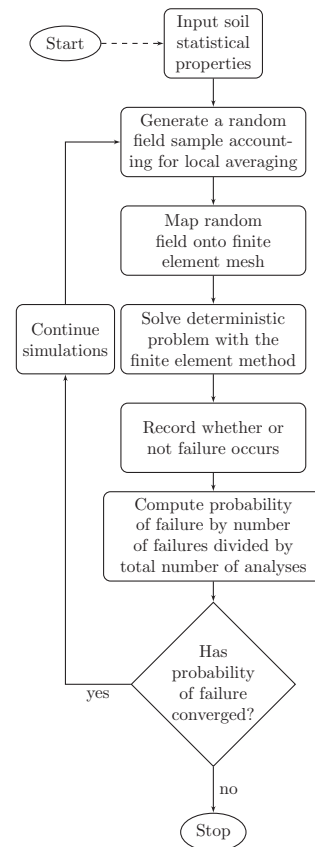 Start
Input soil
statistical
properties
Generate a random
field sample account-
ing for local averaging
Map random
field onto finite
element mesh
Continue
simulations
Solve deterministic
problem with the
finite element method
Record whether or
not failure occurs
Compute probability
of failure by number
of failures divided by
total number of analyses
Has
probability
of failure
converged?
yes
no
Stop